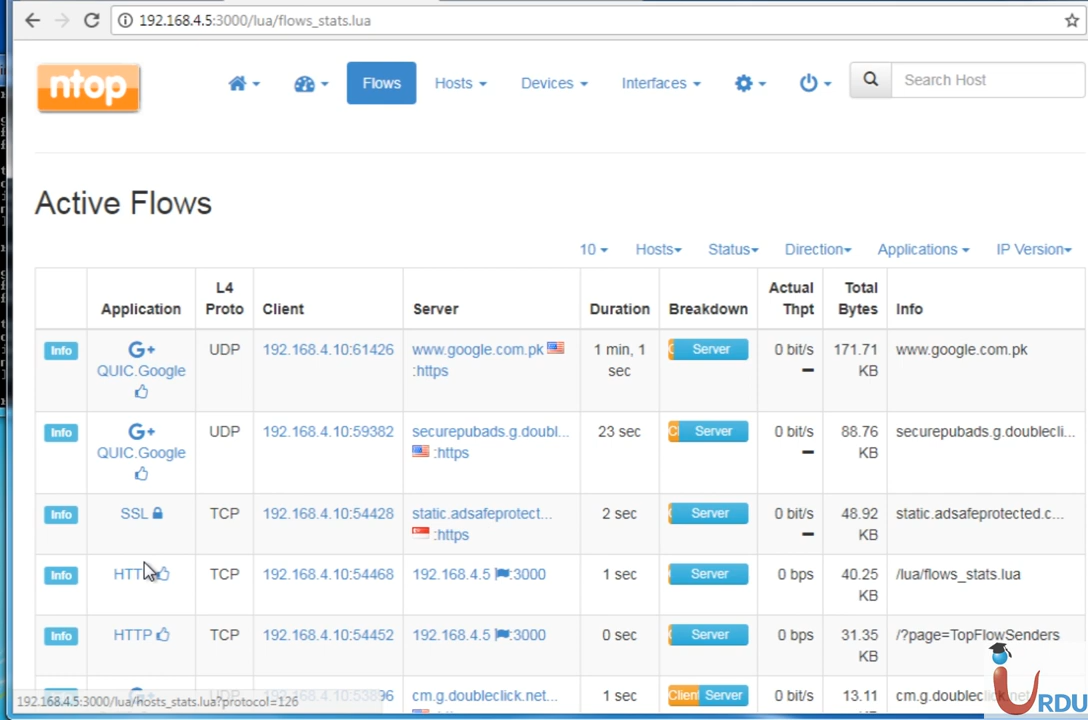 192.168.4.5:3000/lua/flows_stats.lua
ntop
Flows
Hosts
Devices
Interfaces
Search Host
Active Flows
10
Hosts
Status
Direction
Applications
IP Version
Application
L4 Proto
Client
Server
Duration
Breakdown
Actual Thpt
Total Bytes
Info
Info
G+
QUIC.Google
UDP
192.168.4.10:61426
www.google.com.pk
:https
1 min, 1 sec
Server
0 bit/s
171.71 KB
www.google.com.pk
Info
G+
QUIC.Google
UDP
192.168.4.10:59382
securepubads.g.doubl...
:https
23 sec
C
Server
0 bit/s
88.76 KB
securepubads.g.doublecli...
Info
SSL
TCP
192.168.4.10:54428
static.adsafeprotect...
:https
2 sec
Server
0 bit/s
48.92 KB
static.adsafeprotected.c...
Info
HTTP
TCP
192.168.4.10:54468
192.168.4.5 :3000
1 sec
Server
0 bps
40.25 KB
/lua/flows_stats.lua
Info
HTTP
TCP
192.168.4.10:54452
192.168.4.5 :3000
0 sec
Server
0 bps
31.35 KB
/?page=TopFlowSenders
cm.g.doubleclick.net...
1 sec
Client
Server
0 bit/s
13.11
cm.g.doubleclick.net
192.168.4.5:3000/lua/hosts_stats.lua?protocol=126
URDU